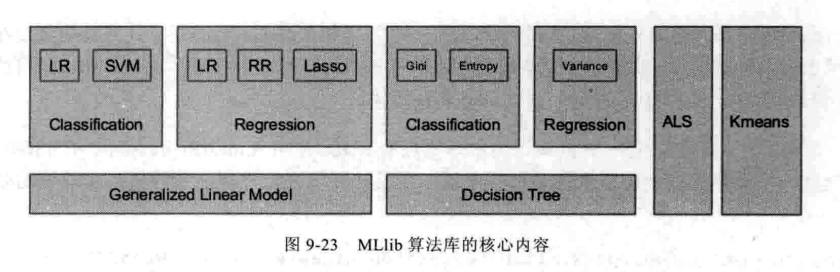 LR SVM LR RR Lasso Gini Entropy Variance
Classification Regression Classification Regression ALS Kmeans
Generalized Linear Model Decision Tree
图 9-23 MLlib 算法库的核心内容